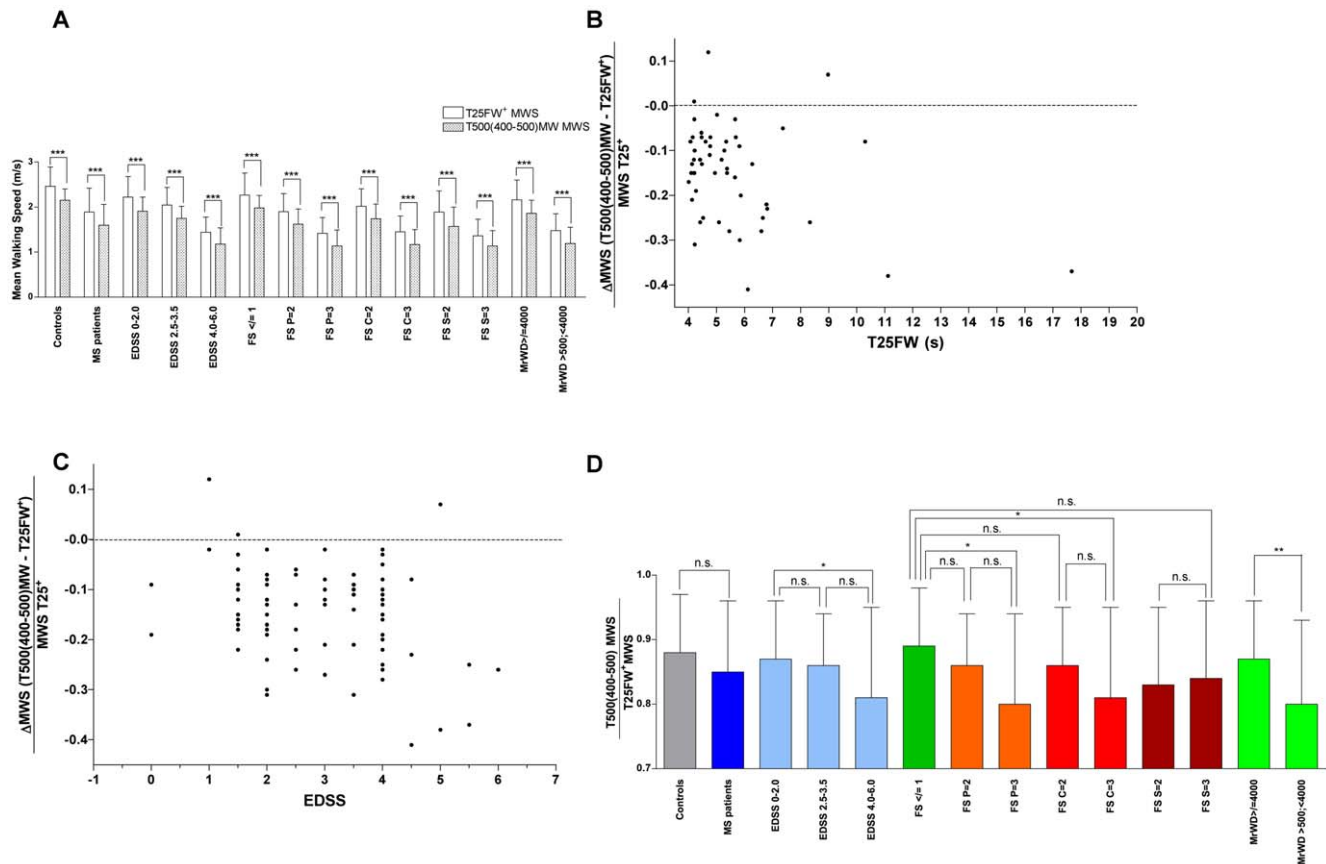 A
T25FW⁺ MWS
T500(400-500)MW MWS
Mean Walking Speed (m/s)
3
2
1
0
*** *** *** *** *** *** *** *** *** *** *** *** *** ***
Controls
MS patients
EDSS 0-2.0
EDSS 2.5-3.5
EDSS 4.0-6.0
FS </= 1
FS P=2
FS P=3
FS C=2
FS C=3
FS S=2
FS S=3
MrWD>/=4000
MrWD >500;<4000
B
ΔMWS (T500(400-500)MW - T25FW⁺)
MWS T25⁺
0.1
-0.0
-0.1
-0.2
-0.3
-0.4
4 5 6 7 8 9 10 11 12 13 14 15 16 17 18 19 20
T25FW (s)
C
ΔMWS (T500(400-500)MW - T25FW⁺)
MWS T25⁺
0.1
-0.0
-0.1
-0.2
-0.3
-0.4
-1 0 1 2 3 4 5 6 7
EDSS
D
T500(400-500) MWS
T25FW⁺MWS
1.0
0.9
0.8
0.7
n.s.
*
n.s. n.s.
n.s.
*
n.s.
*
n.s. n.s.
n.s.
n.s.
**
Controls
MS patients
EDSS 0-2.0
EDSS 2.5-3.5
EDSS 4.0-6.0
FS </= 1
FS P=2
FS P=3
FS C=2
FS C=3
FS S=2
FS S=3
MrWD>/=4000
MrWD >500;<4000